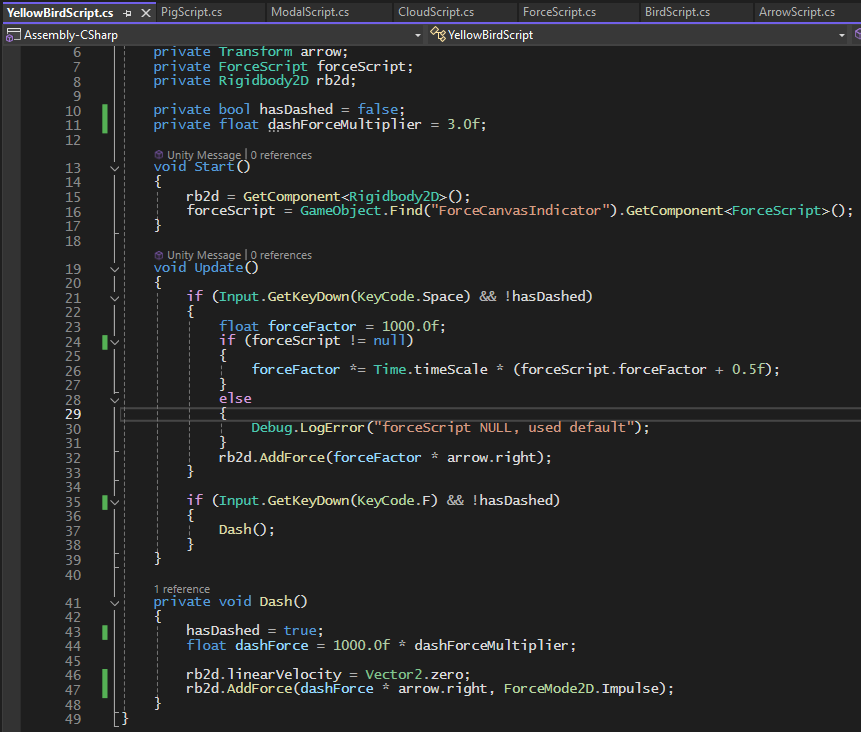 YellowBirdScript.cs PigScript.cs ModalScript.cs CloudScript.cs ForceScript.cs BirdScript.cs ArrowScript.cs
Assembly-CSharp YellowBirdScript
6 private Transform arrow;
7 private ForceScript forceScript;
8 private Rigidbody2D rb2d;
9
10 private bool hasDashed = false;
11 private float dashForceMultiplier = 3.0f;
12
Unity Message | 0 references
13 void Start()
14 {
15 rb2d = GetComponent<Rigidbody2D>();
16 forceScript = GameObject.Find("ForceCanvasIndicator").GetComponent<ForceScript>();
17 }
18
Unity Message | 0 references
19 void Update()
20 {
21 if (Input.GetKeyDown(KeyCode.Space) && !hasDashed)
22 {
23 float forceFactor = 1000.0f;
24 if (forceScript != null)
25 {
26 forceFactor *= Time.timeScale * (forceScript.forceFactor + 0.5f);
27 }
28 else
29 {
30 Debug.LogError("forceScript NULL, used default");
31 }
32 rb2d.AddForce(forceFactor * arrow.right);
33 }
34
35 if (Input.GetKeyDown(KeyCode.F) && !hasDashed)
36 {
37 Dash();
38 }
39 }
40
1 reference
41 private void Dash()
42 {
43 hasDashed = true;
44 float dashForce = 1000.0f * dashForceMultiplier;
45
46 rb2d.linearVelocity = Vector2.zero;
47 rb2d.AddForce(dashForce * arrow.right, ForceMode2D.Impulse);
48 }
49 }